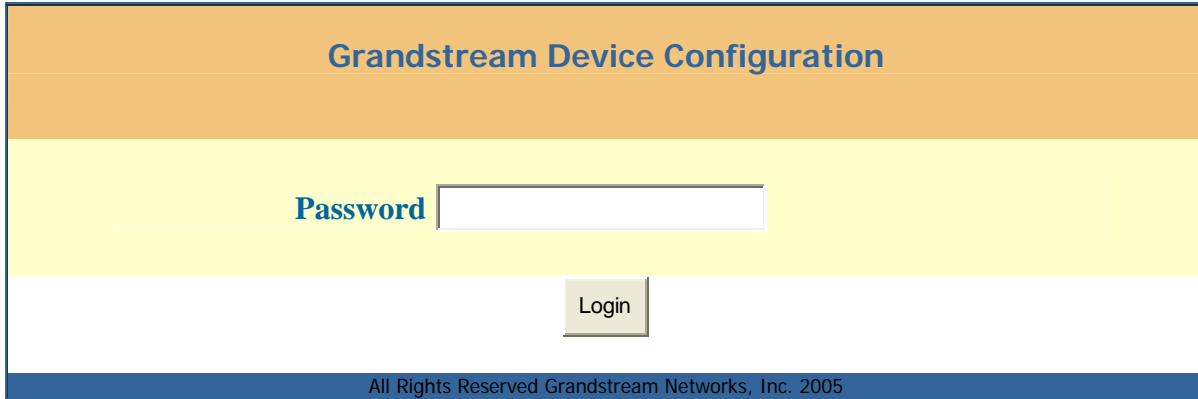 Grandstream Device Configuration
Password
Login
All Rights Reserved Grandstream Networks, Inc. 2005